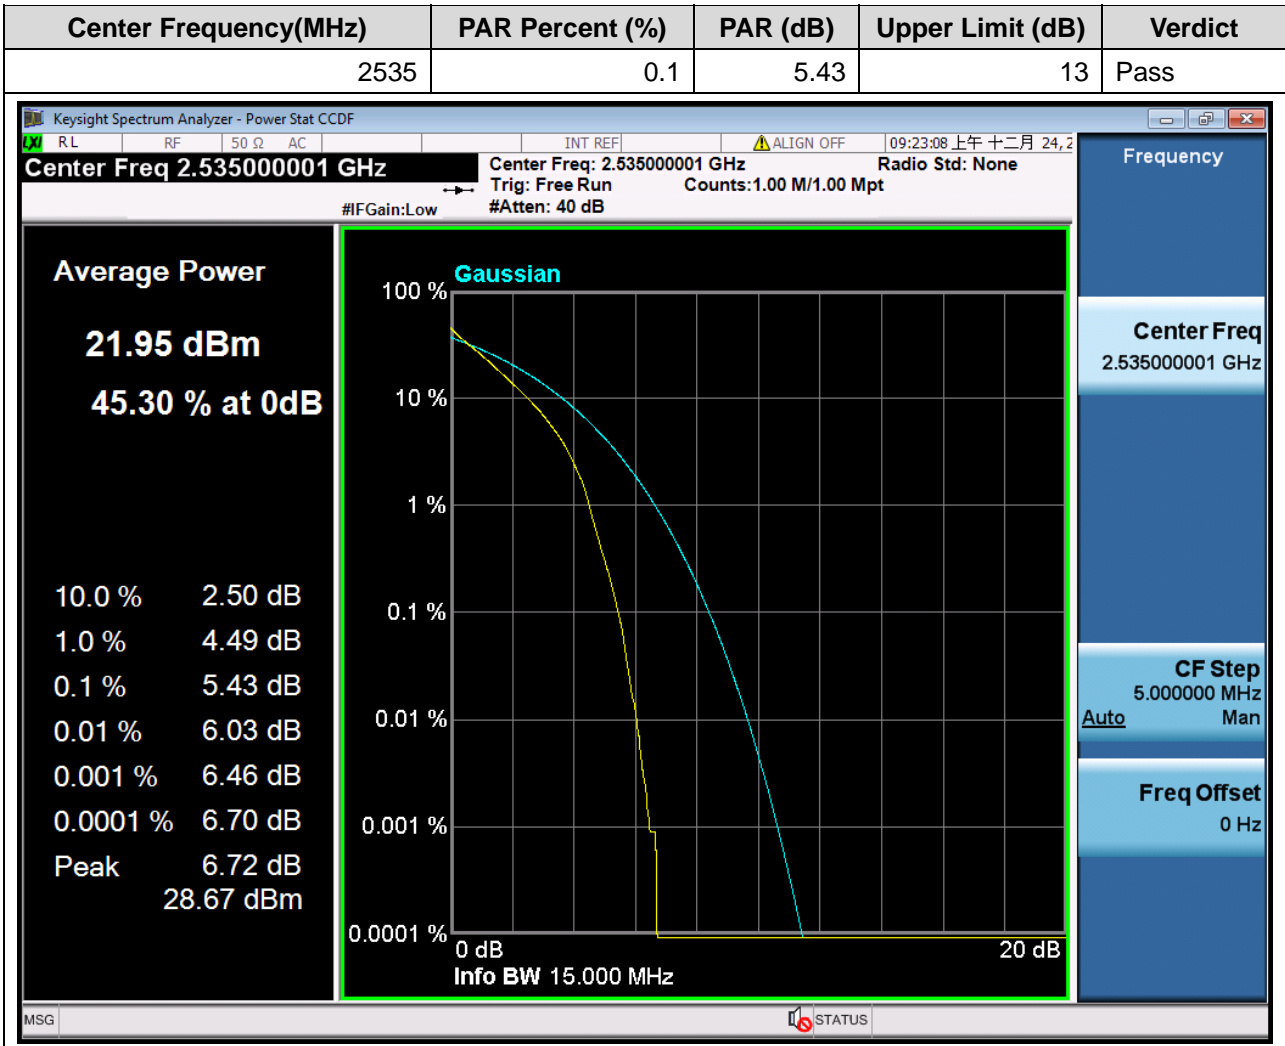 Center Frequency(MHz) PAR Percent (%) PAR (dB) Upper Limit (dB) Verdict
2535 0.1 5.43 13 Pass
Keysight Spectrum Analyzer - Power Stat CCDF
LXI RL RF 50 Ω AC INT REF ALIGN OFF 09:23:08 上午 十二月 24, 2
Center Freq 2.535000001 GHz
#IFGain:Low
Center Freq: 2.535000001 GHz Radio Std: None
Trig: Free Run Counts:1.00 M/1.00 Mpt
#Atten: 40 dB
Average Power
21.95 dBm
45.30 % at 0dB
10.0 % 2.50 dB
1.0 % 4.49 dB
0.1 % 5.43 dB
0.01 % 6.03 dB
0.001 % 6.46 dB
0.0001 % 6.70 dB
Peak 6.72 dB
28.67 dBm
Gaussian
100 %
10 %
1 %
0.1 %
0.01 %
0.001 %
0.0001 %
0 dB 20 dB
Info BW 15.000 MHz
Frequency
Center Freq
2.535000001 GHz
CF Step
5.000000 MHz
Auto Man
Freq Offset
0 Hz
MSG STATUS